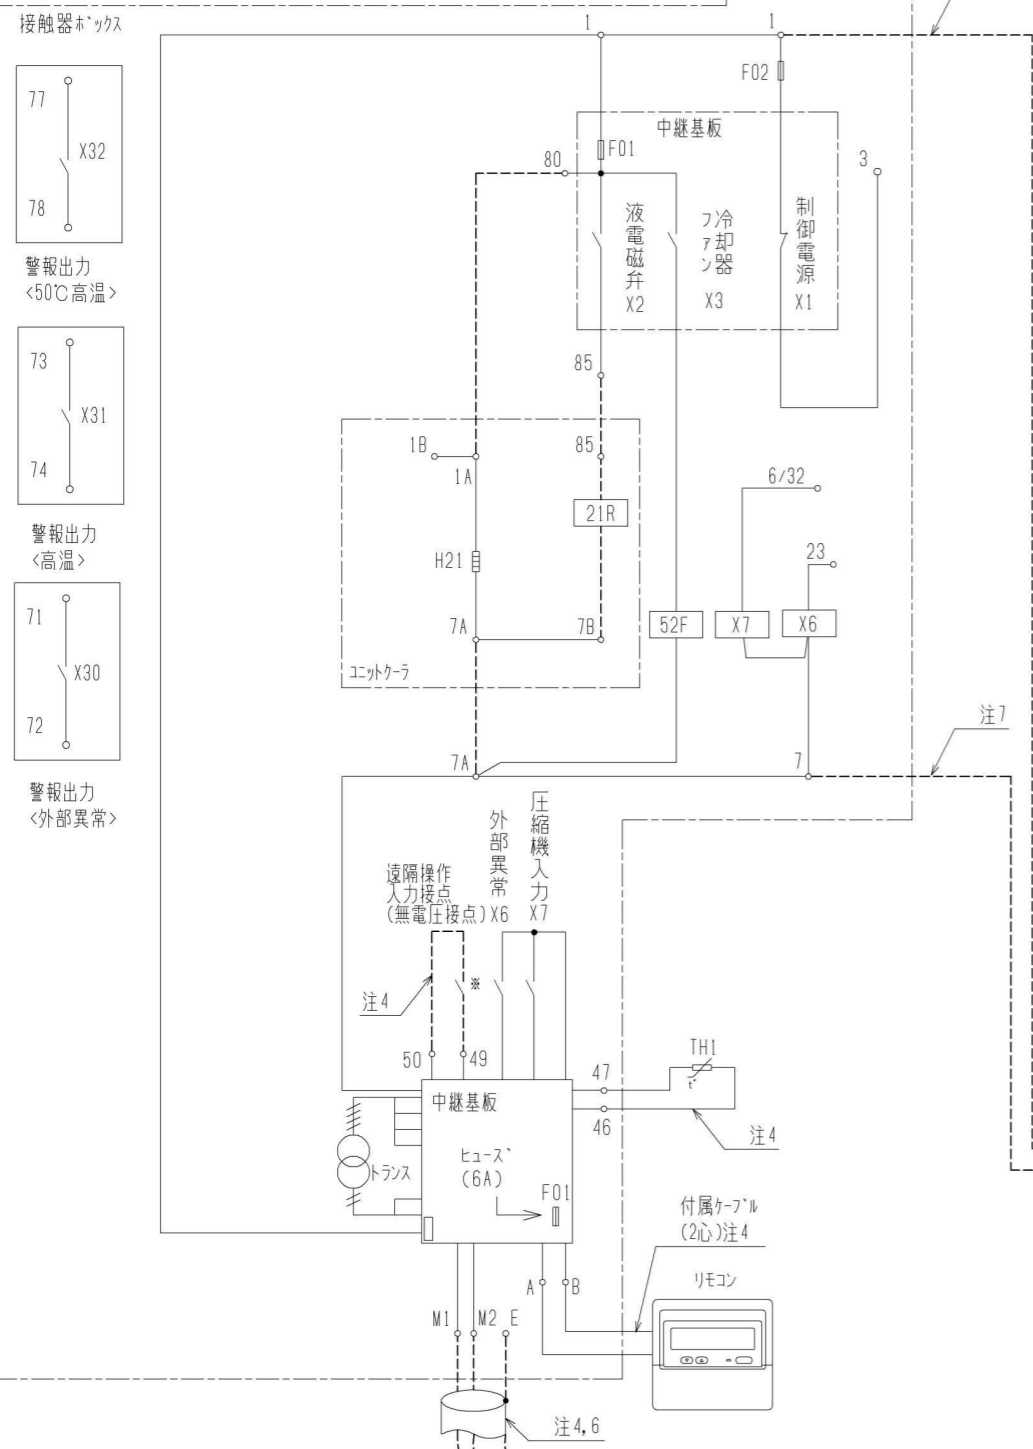 接触器ボックス
77
X32
78
警報出力
<50℃高温>
73
X31
74
警報出力
<高温>
71
X30
72
警報出力
<外部異常>
1
1
F02
中継基板
F01
80
3
液電磁弁
X2
冷却器
ファン
X3
制御電源
X1
85
1B
1A
85
21R
H21
7A
7B
ユニットクーラ
6/32
23
52F
X7
X6
7A
7
注7
遠隔操作
入力接点
(無電圧接点)
外部異常
X6
圧縮機入力
X7
※
注4
50
49
中継基板
ヒューズ
(6A)
F01
トランス
47
46
TH1
t°
注4
付属ケーブル
(2心)注4
リモコン
A
B
M1
M2
E
注4,6